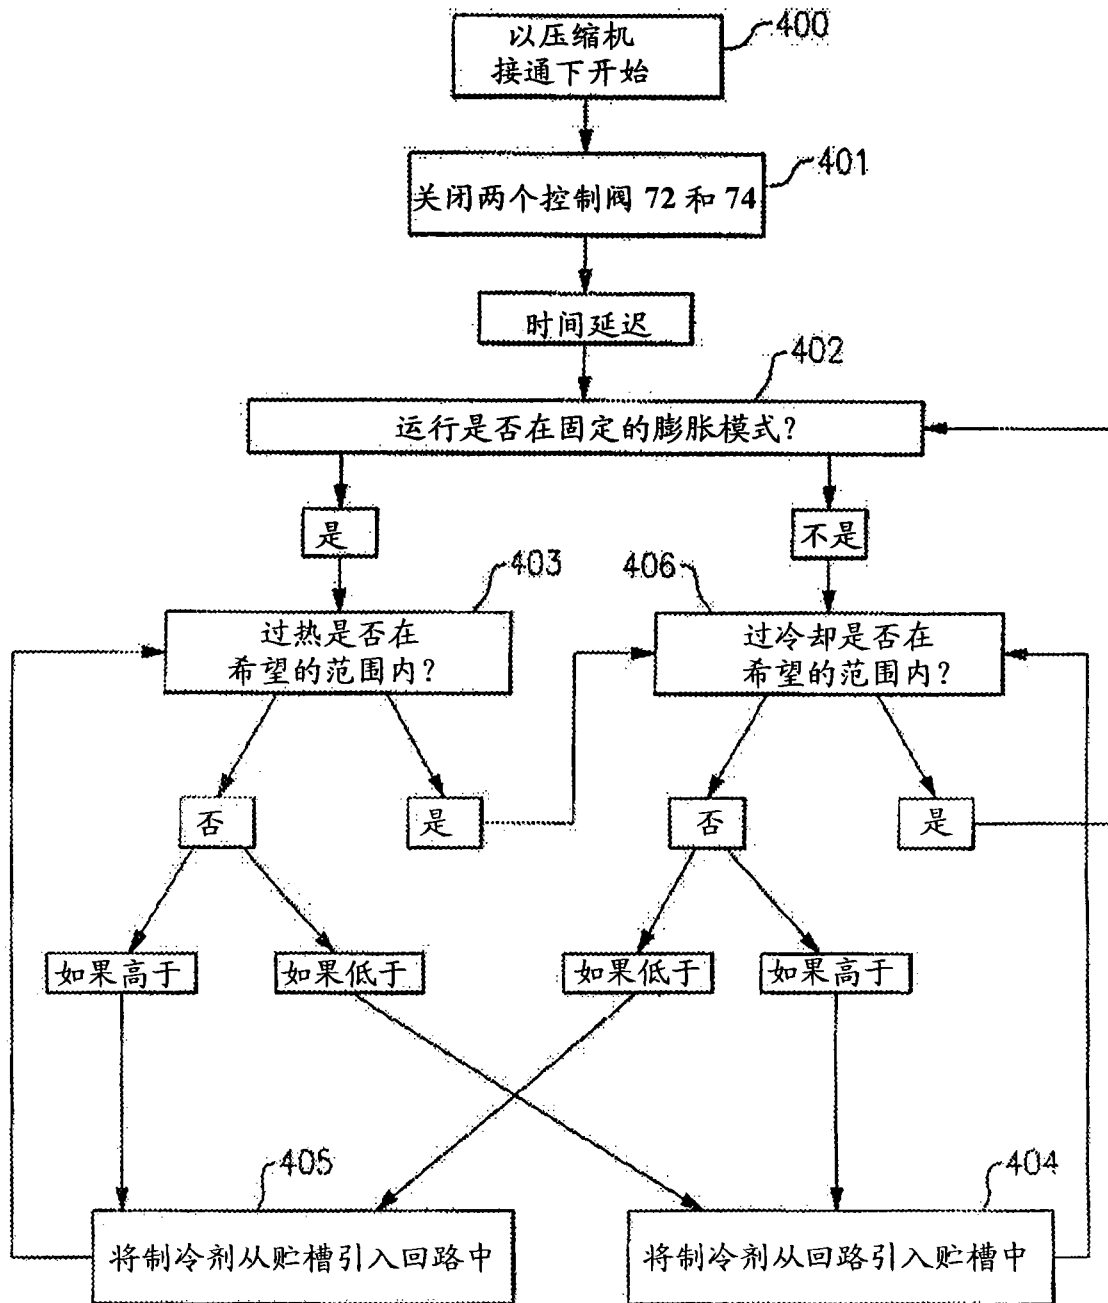 以压缩机
接通下开始
400
关闭两个控制阀 72 和 74
401
时间延迟
402
运行是否在固定的膨胀模式?
是
不是
403
406
过热是否在
希望的范围内?
过冷却是否在
希望的范围内?
否
是
否
是
如果高于
如果低于
如果低于
如果高于
405
404
将制冷剂从贮槽引入回路中
将制冷剂从回路引入贮槽中